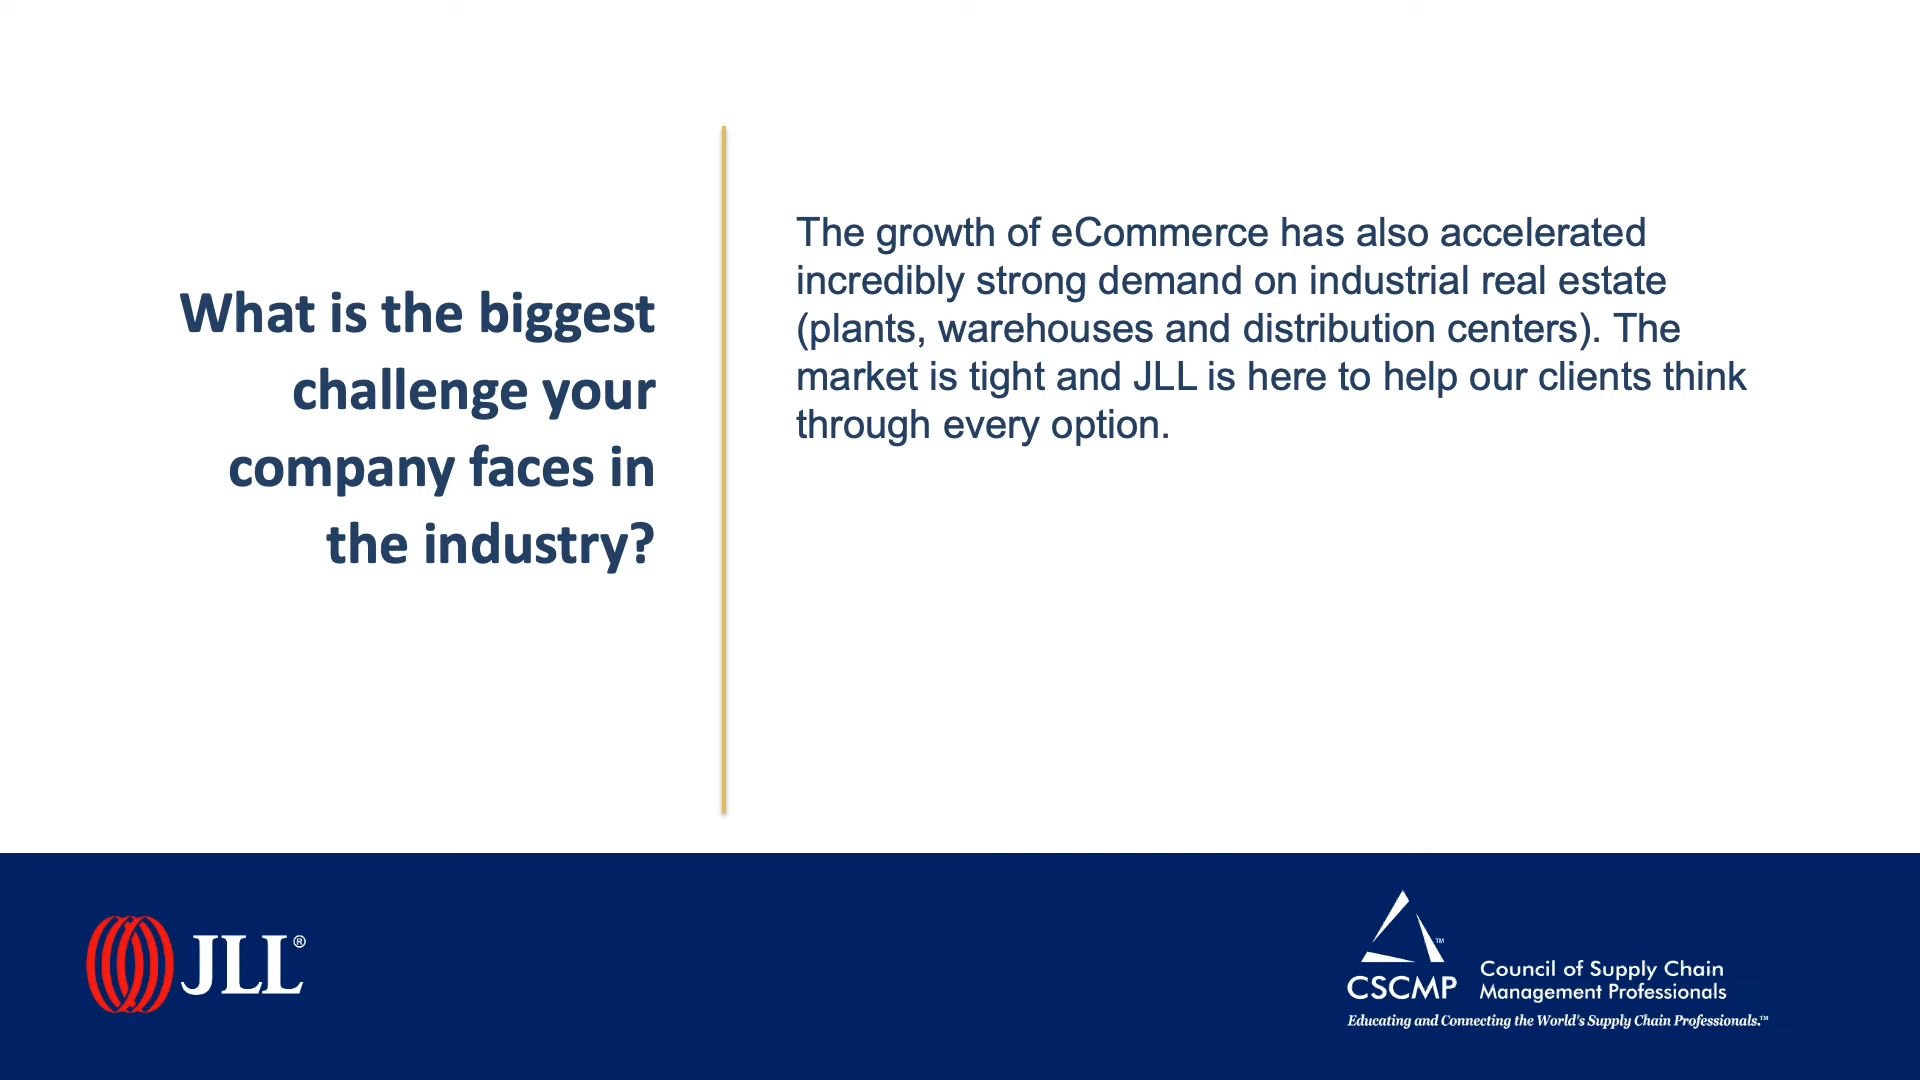 What is the biggest
challenge your
company faces in
the industry?
The growth of eCommerce has also accelerated
incredibly strong demand on industrial real estate
(plants, warehouses and distribution centers). The
market is tight and JLL is here to help our clients think
through every option.
JLL®
™
CSCMP
Council of Supply Chain
Management Professionals
Educating and Connecting the World's Supply Chain Professionals.™